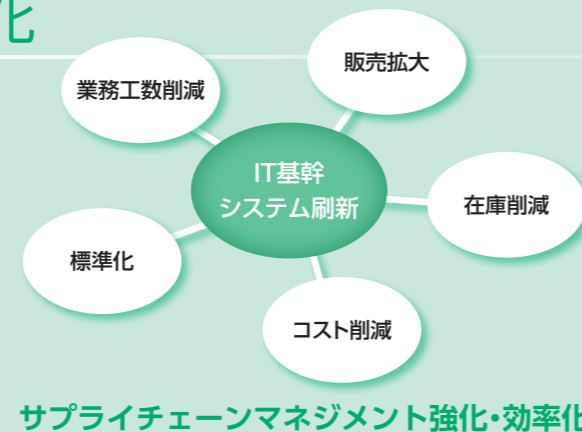 化
販売拡大
業務工数削減
IT基幹
システム刷新
在庫削減
標準化
コスト削減
サプライチェーンマネジメント強化・効率化